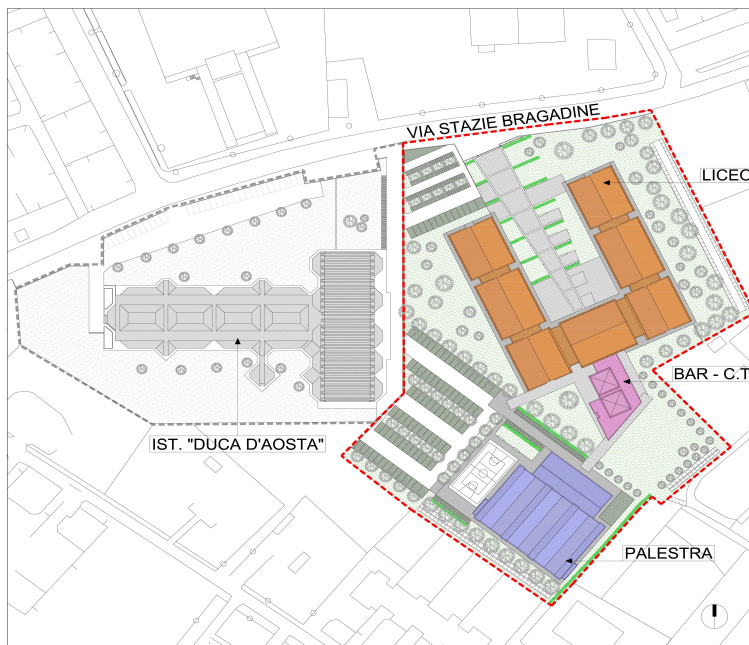 VIA STAZIE BRAGADINE
LICEO
BAR - C.T
IST. "DUCA D'AOSTA"
PALESTRA